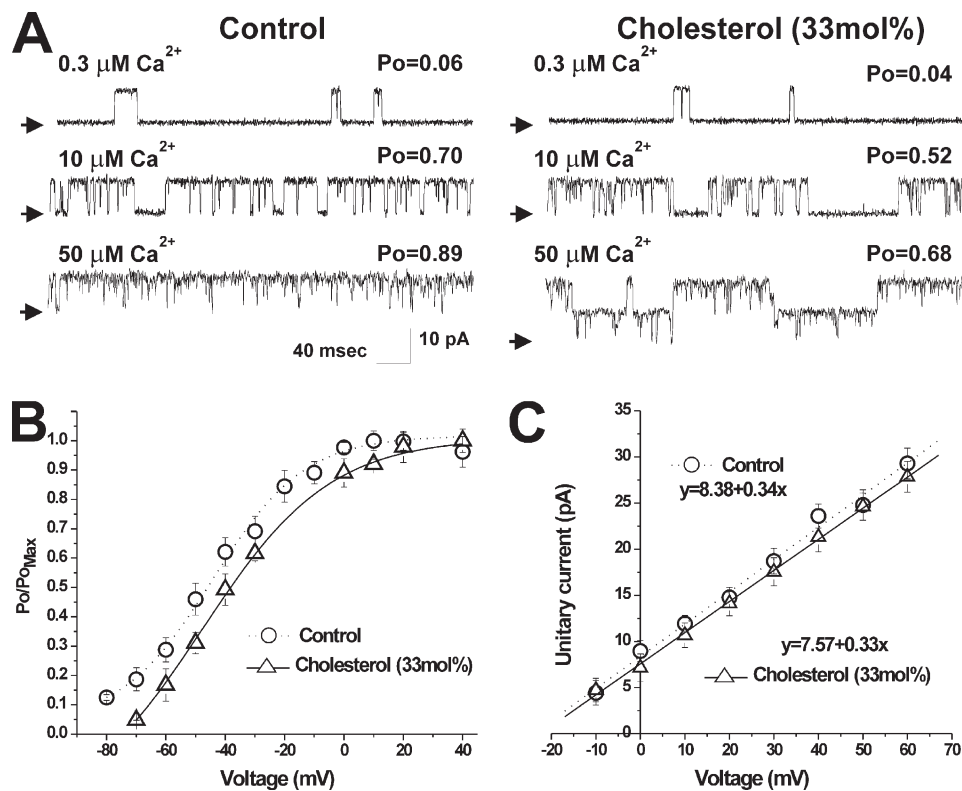 A
Control
Cholesterol (33mol%)
0.3 μM Ca²⁺
Po=0.06
0.3 μM Ca²⁺
Po=0.04
10 μM Ca²⁺
Po=0.70
10 μM Ca²⁺
Po=0.52
50 μM Ca²⁺
Po=0.89
50 μM Ca²⁺
Po=0.68
40 msec
10 pA
B
Po/PoMax
1.0
0.9
0.8
0.7
0.6
0.5
0.4
0.3
0.2
0.1
0.0
Control
Cholesterol (33mol%)
-80 -60 -40 -20 0 20 40
Voltage (mV)
C
Unitary current (pA)
35
30
25
20
15
10
5
0
Control
y=8.38+0.34x
y=7.57+0.33x
Cholesterol (33mol%)
-20 -10 0 10 20 30 40 50 60 70
Voltage (mV)